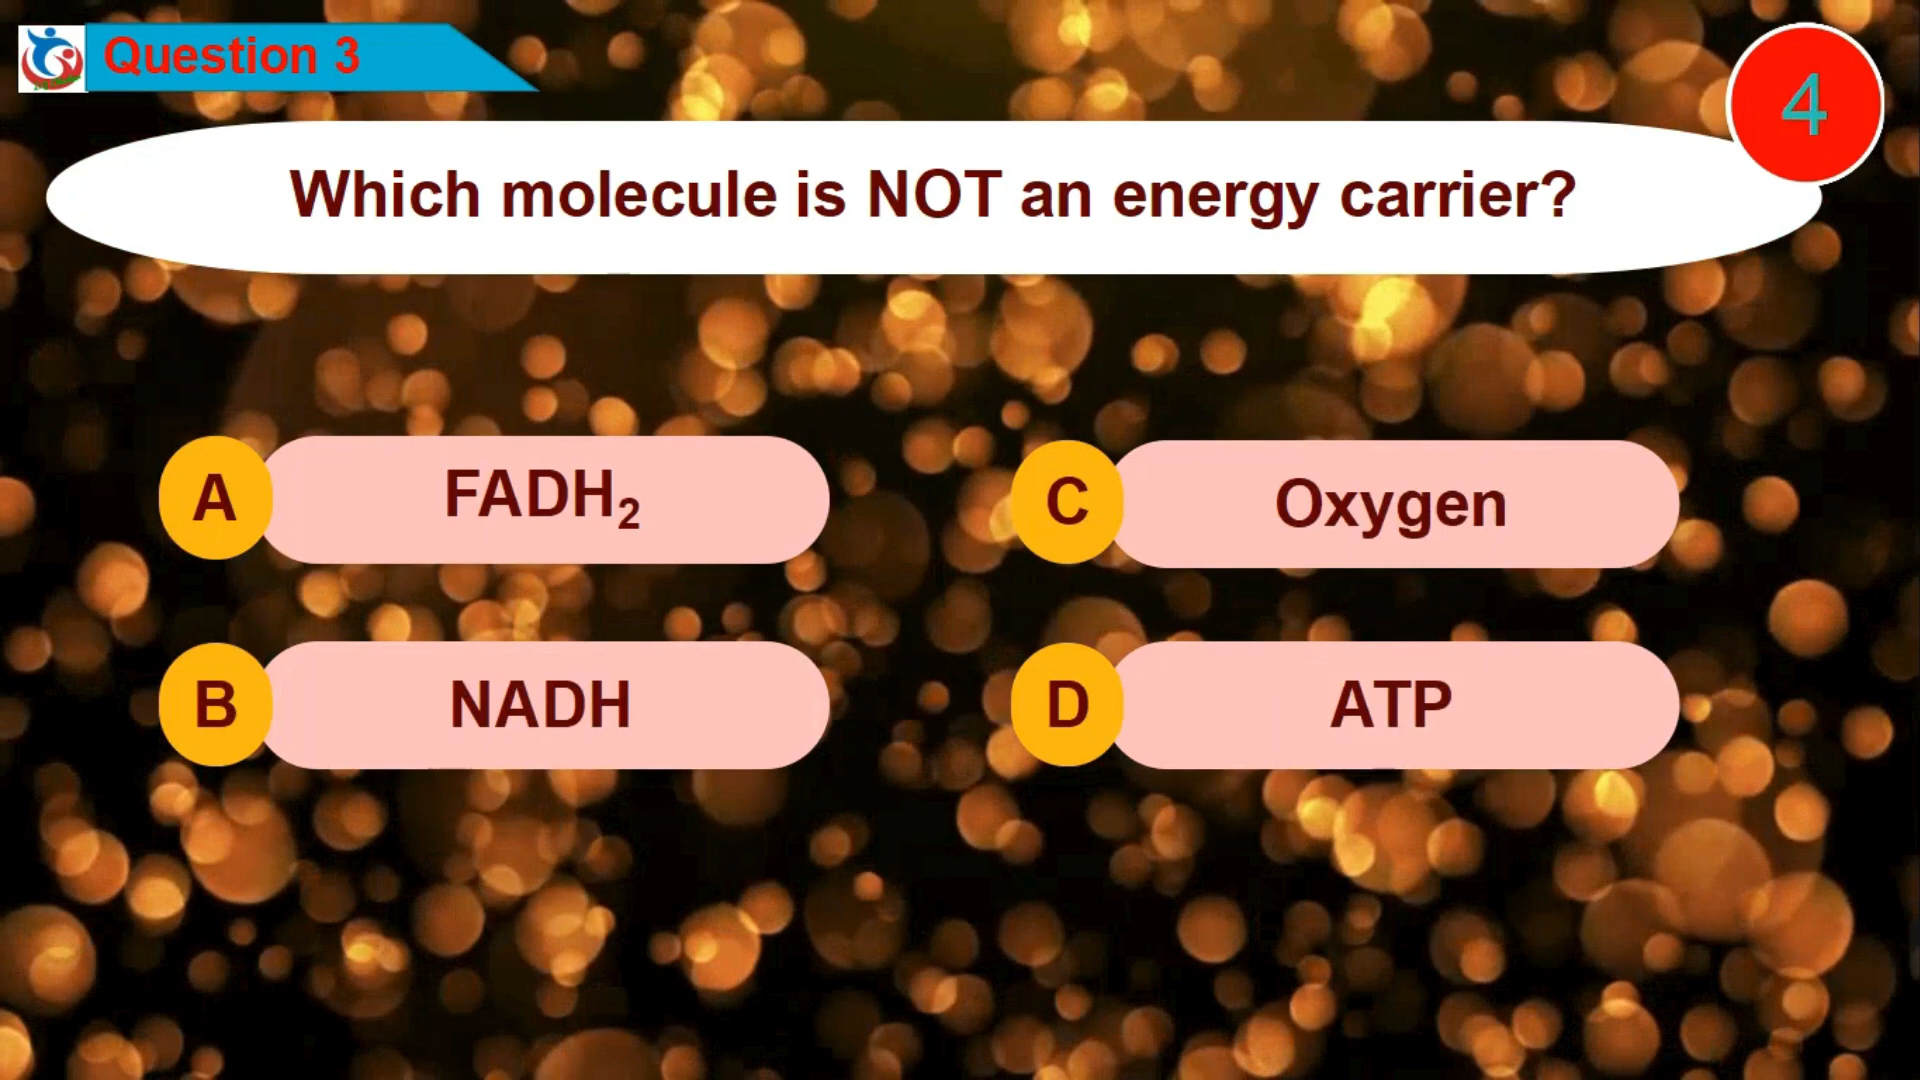 Question 3
4
Which molecule is NOT an energy carrier?
A FADH₂
B NADH
C Oxygen
D ATP